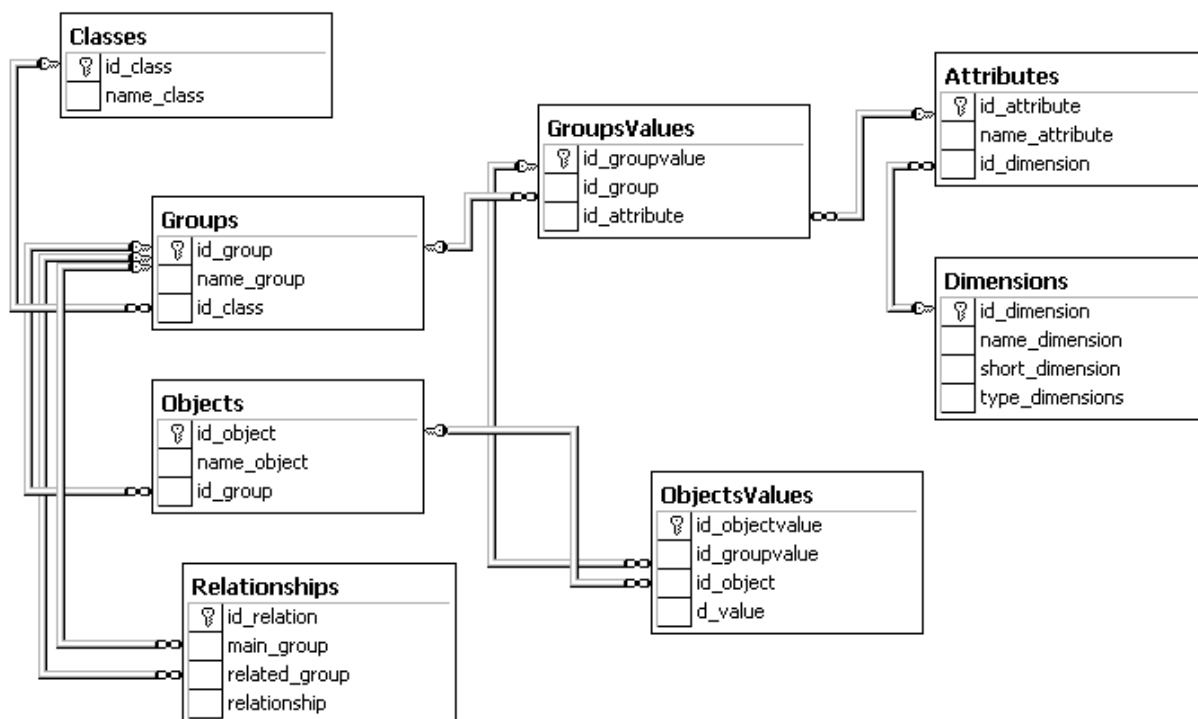 Classes
id_class
name_class
Groups
id_group
name_group
id_class
Objects
id_object
name_object
id_group
Relationships
id_relation
main_group
related_group
relationship
GroupsValues
id_groupvalue
id_group
id_attribute
ObjectsValues
id_objectvalue
id_groupvalue
id_object
d_value
Attributes
id_attribute
name_attribute
id_dimension
Dimensions
id_dimension
name_dimension
short_dimension
type_dimensions